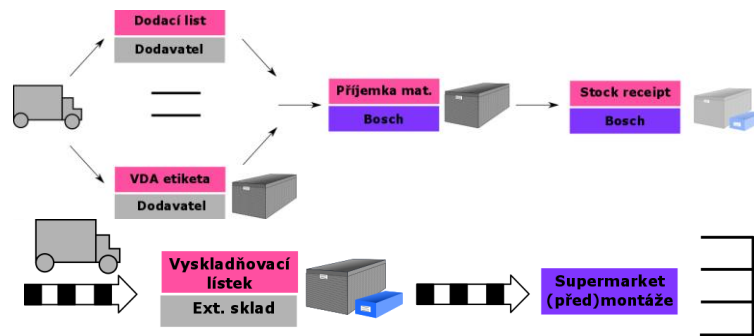 Dodací list
Dodavatel
Příjemka mat.
Bosch
Stock receipt
Bosch
VDA etiketa
Dodavatel
Vyskladňovací
lístek
Ext. sklad
Supermarket
(před)montáže